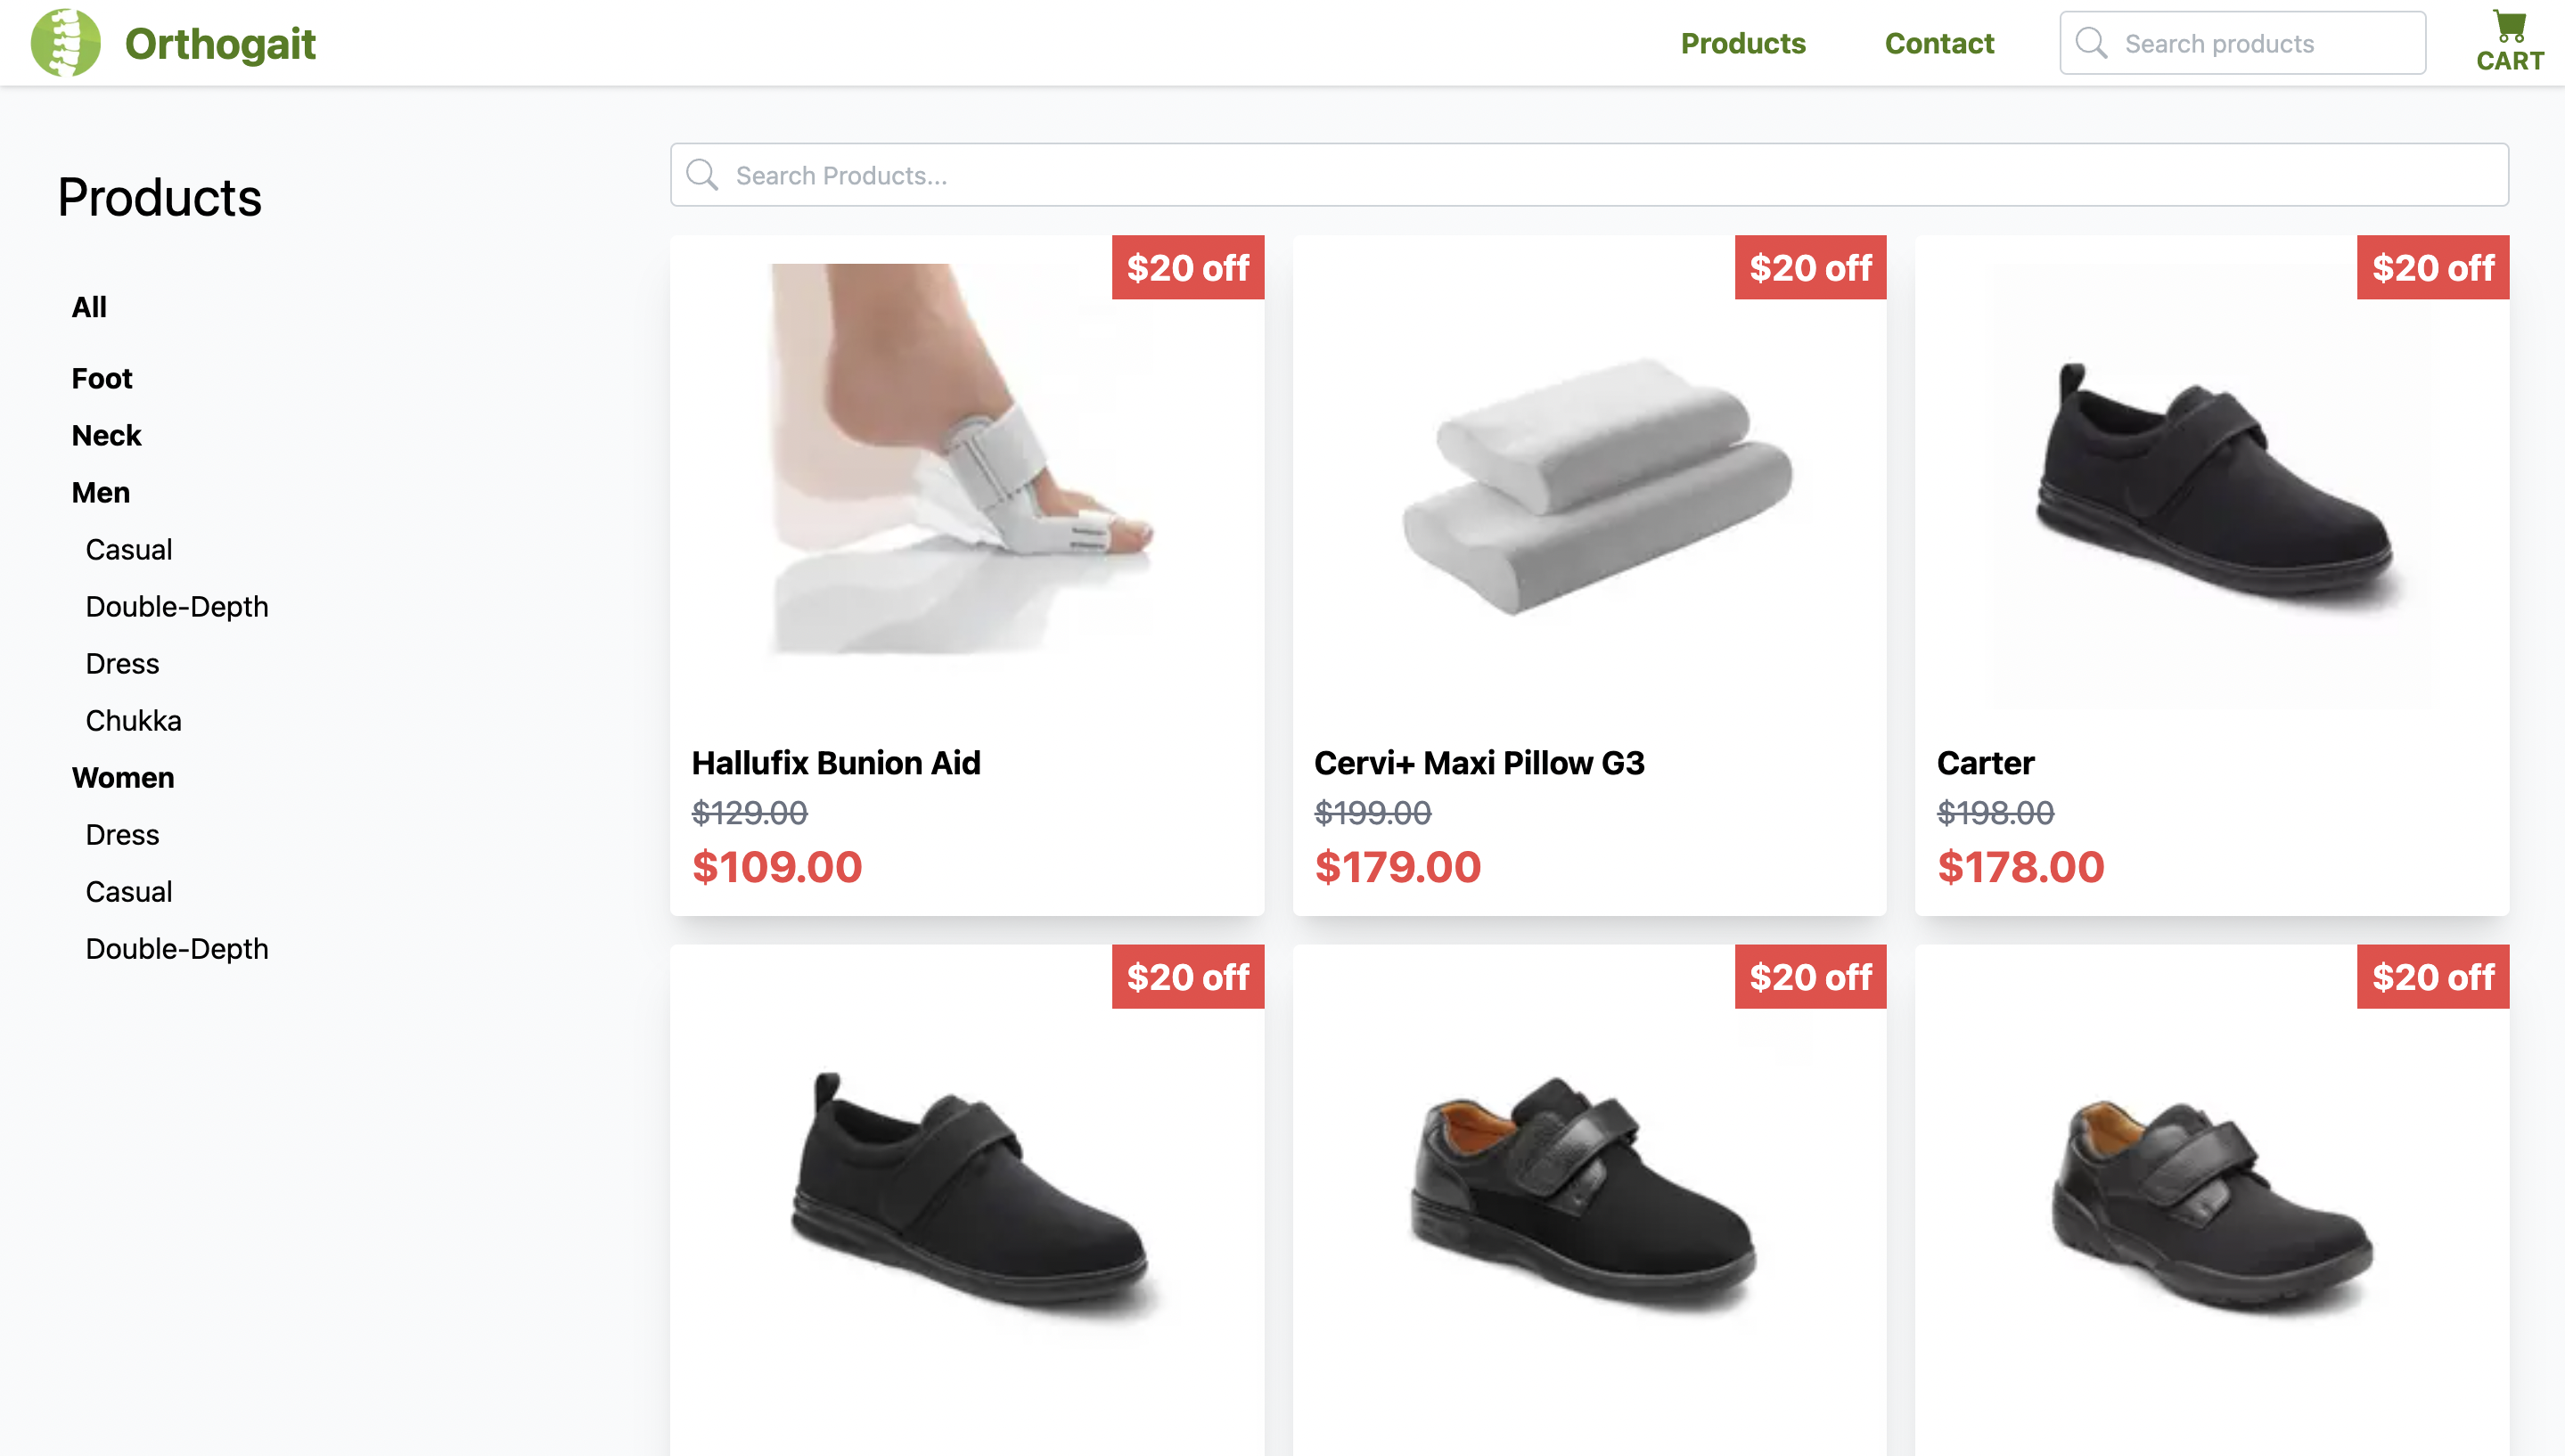 Orthogait
Products
Contact
Search products
CART
Products
All
Foot
Neck
Men
Casual
Double-Depth
Dress
Chukka
Women
Dress
Casual
Double-Depth
Search Products...
$20 off
Hallufix Bunion Aid
$129.00
$109.00
$20 off
Cervi+ Maxi Pillow G3
$199.00
$179.00
$20 off
Carter
$198.00
$178.00
$20 off
$20 off
$20 off